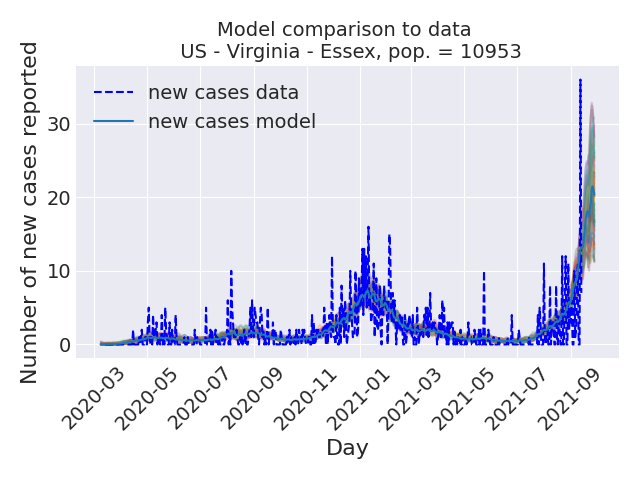 Model comparison to data
US - Virginia - Essex, pop. = 10953
new cases data
new cases model
Number of new cases reported
30
20
10
0
2020-03
2020-05
2020-07
2020-09
2020-11
2021-01
2021-03
2021-05
2021-07
2021-09
Day